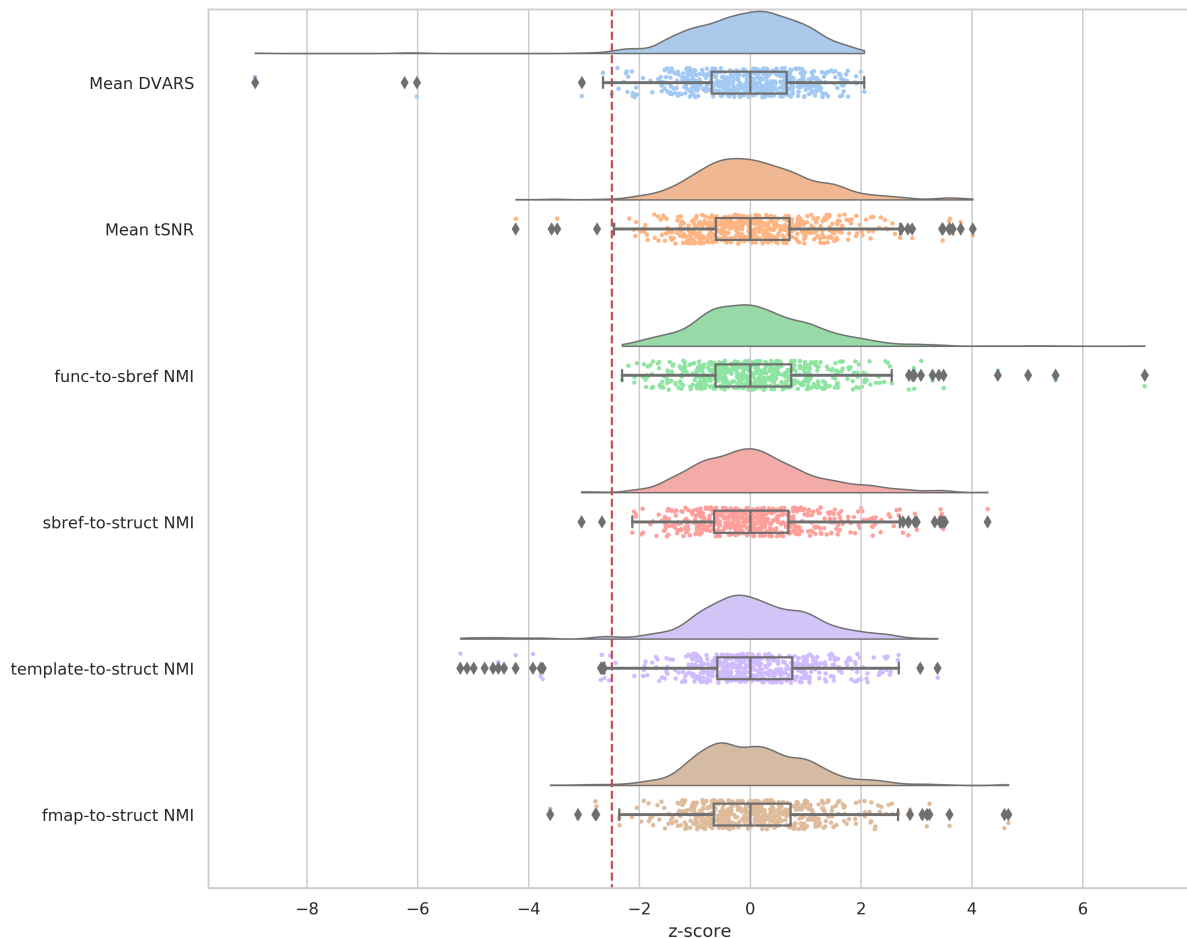 Mean DVARS
Mean tSNR
func-to-sbref NMI
sbref-to-struct NMI
template-to-struct NMI
fmap-to-struct NMI
−8 −6 −4 −2 0 2 4 6
z-score